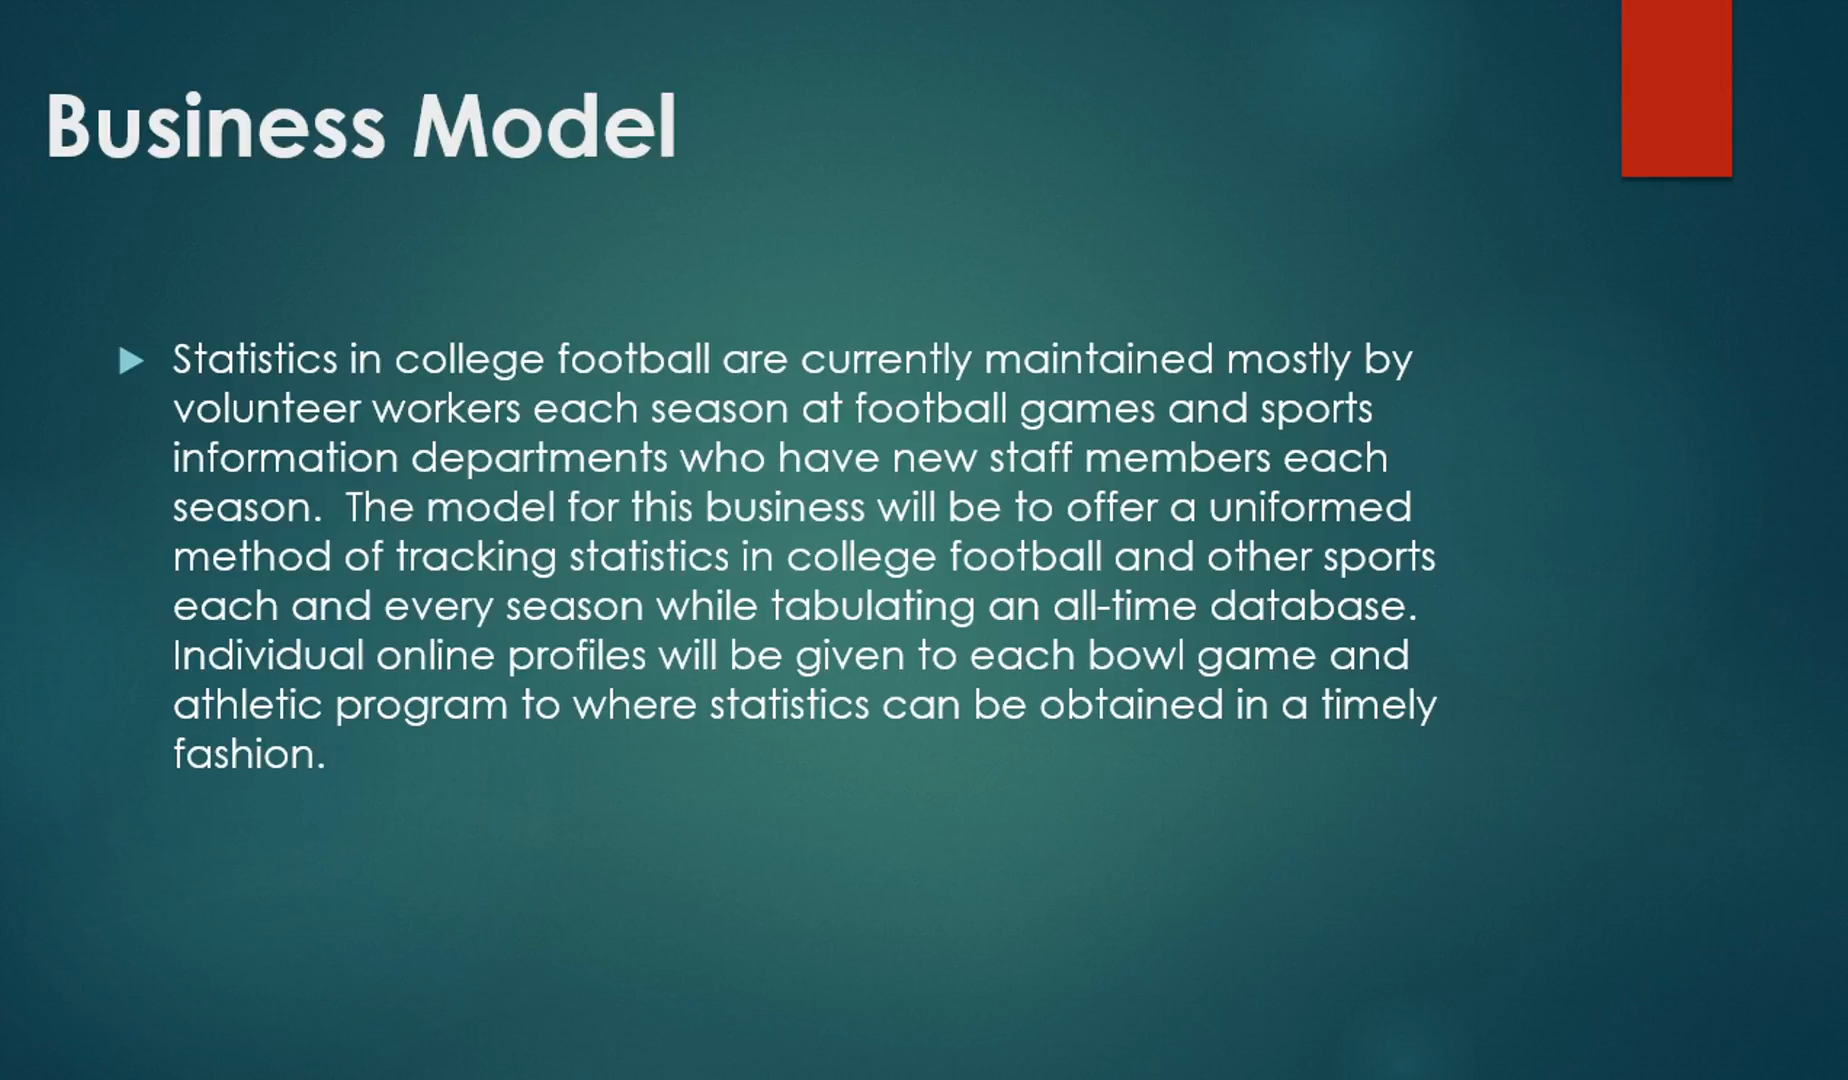 Business Model
Statistics in college football are currently maintained mostly by
volunteer workers each season at football games and sports
information departments who have new staff members each
season.  The model for this business will be to offer a uniformed
method of tracking statistics in college football and other sports
each and every season while tabulating an all-time database.
Individual online profiles will be given to each bowl game and
athletic program to where statistics can be obtained in a timely
fashion.